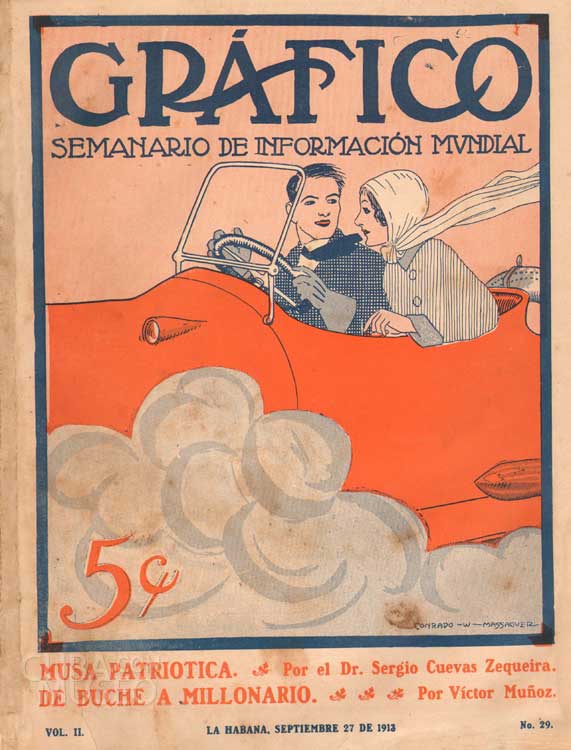 GRÁFICO
SEMANARIO DE INFORMACIÓN MVNDIAL
5¢
CONRADO-W-MASSAGUER
MUSA PATRIOTICA. Por el Dr. Sergio Cuevas Zequeira.
DE BUCHE A MILLONARIO. Por Víctor Muñoz.
VOL. II. LA HABANA, SEPTIEMBRE 27 DE 1913 No. 29.